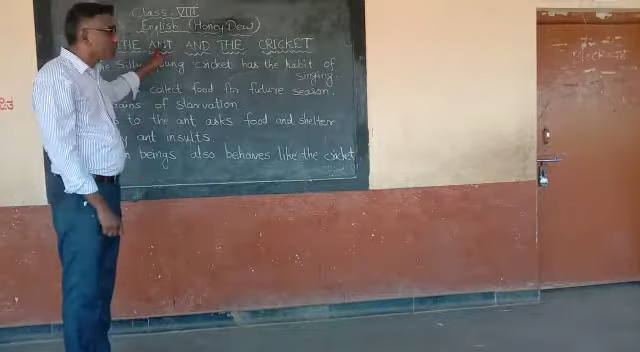 Class - VIII
English (HoneyDew)
THE ANT AND THE CRICKET
Silly young cricket has the habit of
singing.
collect food for future season.
of starvation.
to the ant asks food and shelter
ant insults.
beings also behaves like the cricket